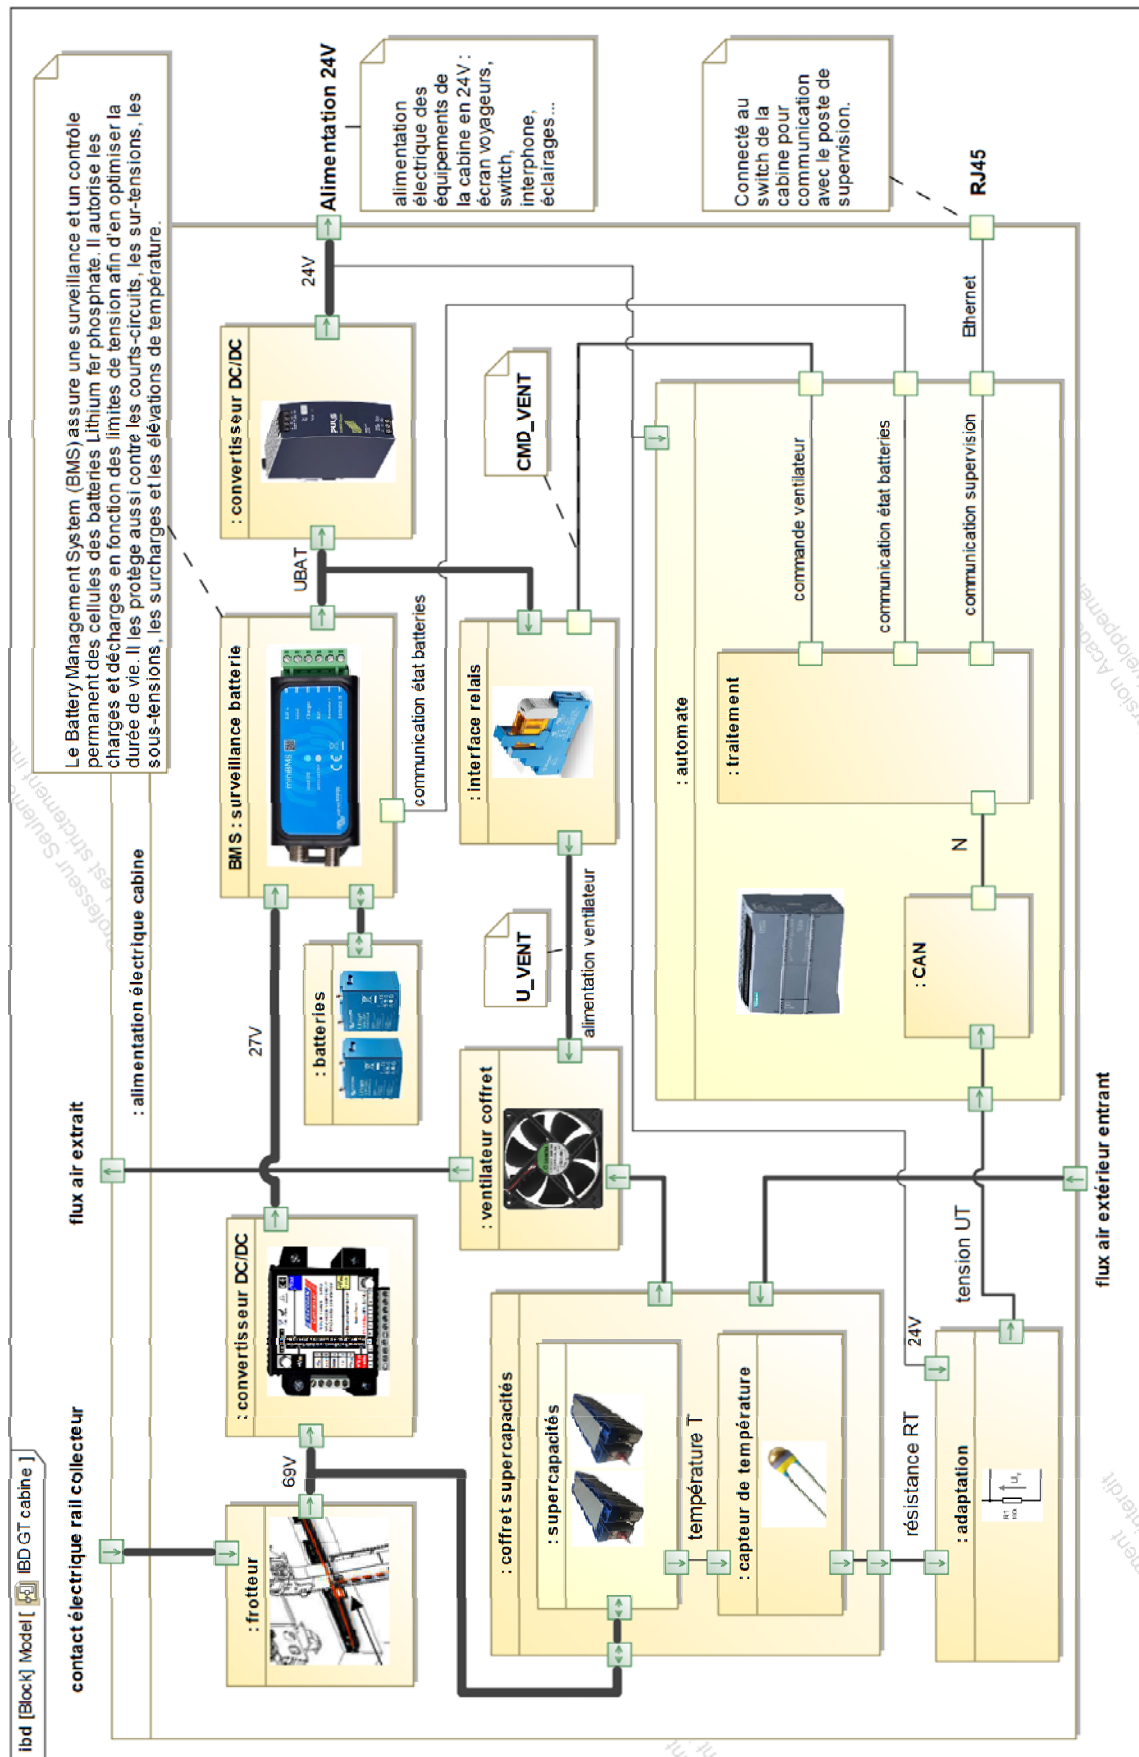 ibd [Block] Model [ IBD GT cabine ]
contact électrique rail collecteur
flux air extrait
: alimentation électrique cabine
Le Battery Management System (BMS) assure une surveillance et un contrôle
permanent des cellules des batteries Lithium fer phosphate. Il autorise les
charges et décharges en fonction des limites de tension afin d'en optimiser la
durée de vie. Il les protège aussi contre les courts-circuits, les sur-tensions, les
sous-tensions, les surcharges et les élévations de température.
: frotteur
69V
: convertisseur DC/DC
27V
: batteries
BMS : surveillance batterie
miniBMS
communication état batteries
UBAT
: convertisseur DC/DC
PULS
24V
Alimentation 24V
alimentation
électrique des
équipements de
la cabine en 24V :
écran voyageurs,
switch,
interphone,
éclairages...
: coffret supercapacités
: supercapacités
température T
: capteur de température
résistance RT
: ventilateur coffret
U_VENT
alimentation ventilateur
: interface relais
CMD_VENT
: adaptation
24V
tension UT
: automate
: CAN
N
: traitement
commande ventilateur
communication état batteries
communication supervision
Ethernet
RJ45
Connecté au
switch de la
cabine pour
communication
avec le poste de
supervision.
flux air extérieur entrant